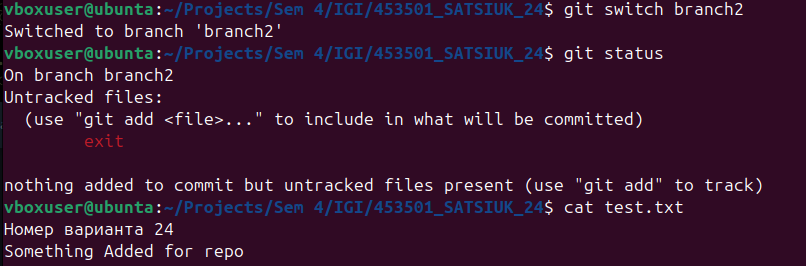 vboxuser@ubuntu:~/Projects/Sem 4/IGI/453501_SATSIUK_24$ git switch branch2
Switched to branch 'branch2'
vboxuser@ubuntu:~/Projects/Sem 4/IGI/453501_SATSIUK_24$ git status
On branch branch2
Untracked files:
  (use "git add <file>..." to include in what will be committed)
        exit

nothing added to commit but untracked files present (use "git add" to track)
vboxuser@ubuntu:~/Projects/Sem 4/IGI/453501_SATSIUK_24$ cat test.txt
Номер варианта 24
Something Added for repo